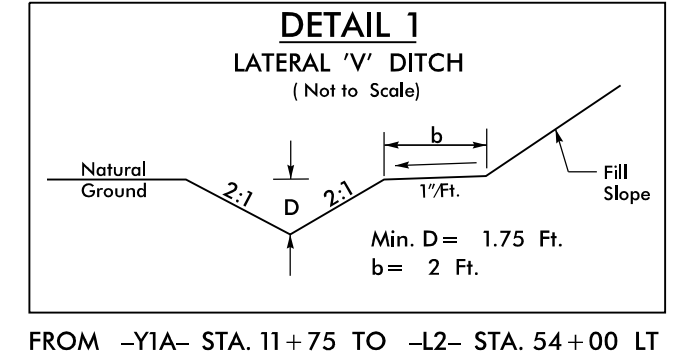 DETAIL 1
LATERAL 'V' DITCH
( Not to Scale)
b
Natural
Ground
2:1
D
2:1
1"/Ft.
Fill
Slope
Min. D= 1.75 Ft.
b= 2 Ft.
FROM -Y1A- STA. 11+75 TO -L2- STA. 54+00 LT